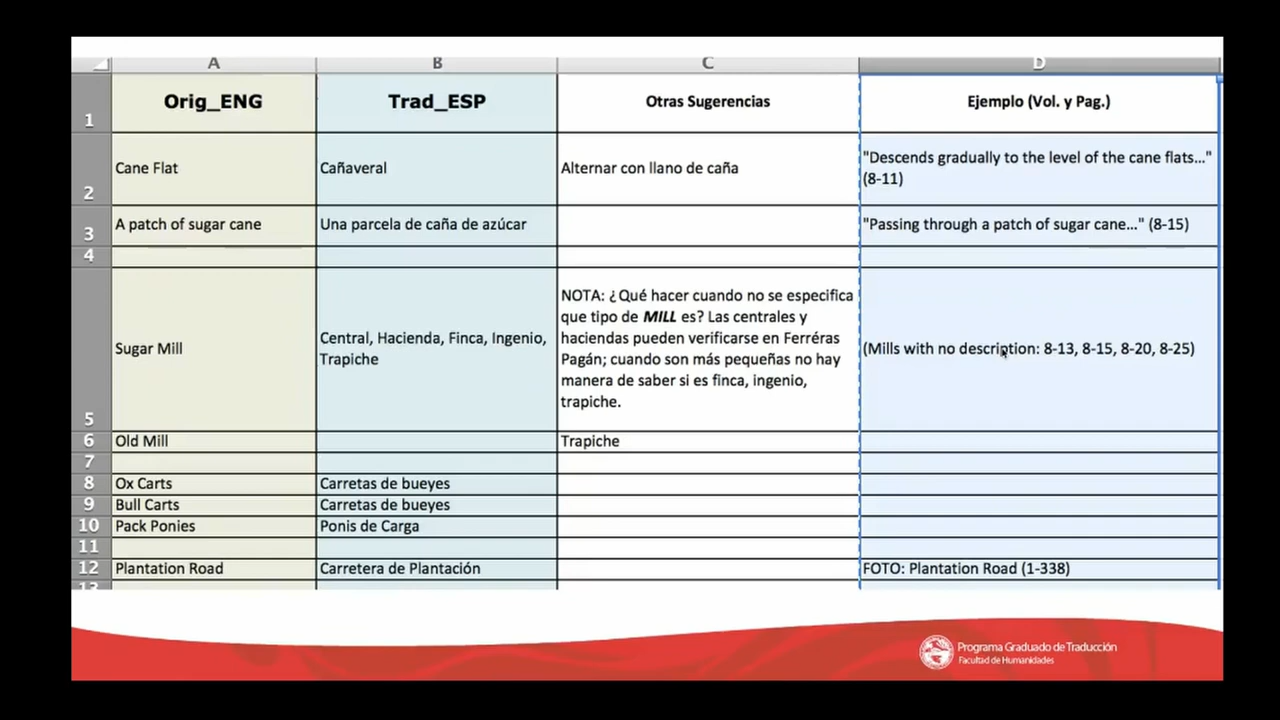 A B C D
1 Orig_ENG Trad_ESP Otras Sugerencias Ejemplo (Vol. y Pag.)
2 Cane Flat Cañaveral Alternar con llano de caña "Descends gradually to the level of the cane flats..."
(8-11)
3 A patch of sugar cane Una parcela de caña de azúcar "Passing through a patch of sugar cane..." (8-15)
4
5 Sugar Mill Central, Hacienda, Finca, Ingenio,
Trapiche
NOTA: ¿Qué hacer cuando no se especifica
que tipo de MILL es? Las centrales y
haciendas pueden verificarse en Ferréras
Pagán; cuando son más pequeñas no hay
manera de saber si es finca, ingenio,
trapiche.
(Mills with no description: 8-13, 8-15, 8-20, 8-25)
6 Old Mill Trapiche
7
8 Ox Carts Carretas de bueyes
9 Bull Carts Carretas de bueyes
10 Pack Ponies Ponis de Carga
11
12 Plantation Road Carretera de Plantación FOTO: Plantation Road (1-338)
13
Programa Graduado de Traducción
Facultad de Humanidades